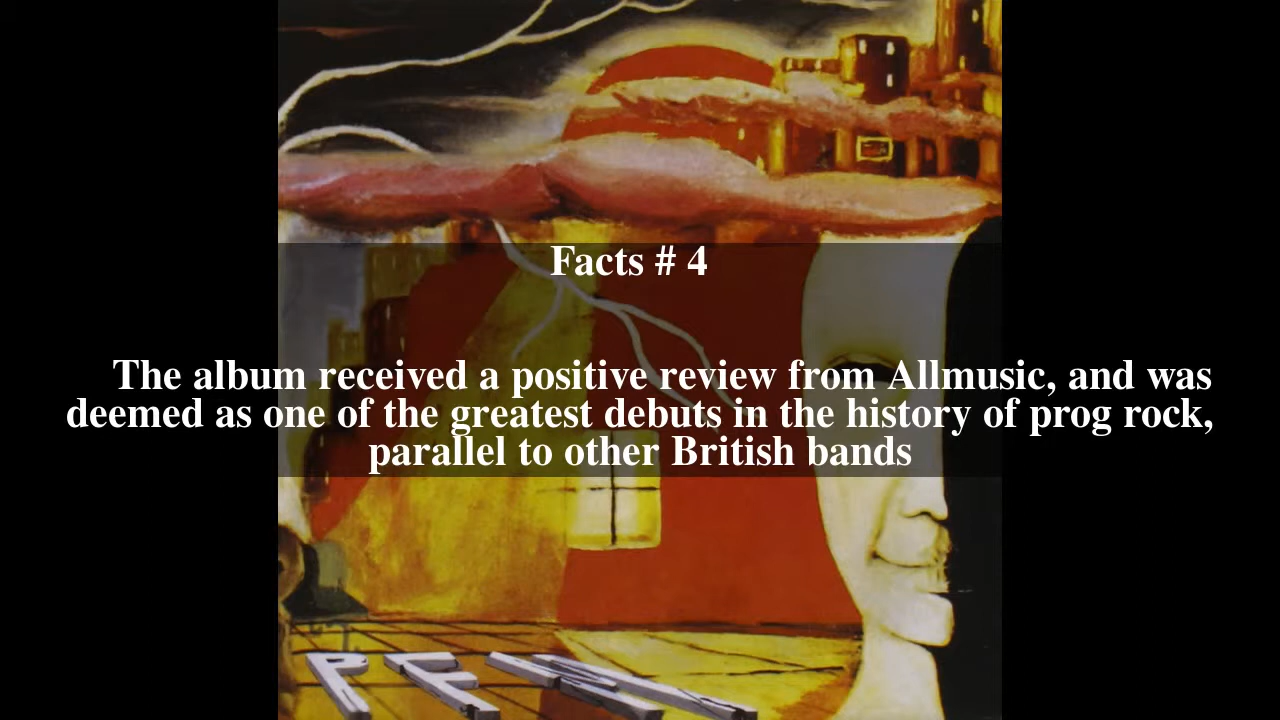 Facts # 4
The album received a positive review from Allmusic, and was
deemed as one of the greatest debuts in the history of prog rock,
parallel to other British bands
PFM